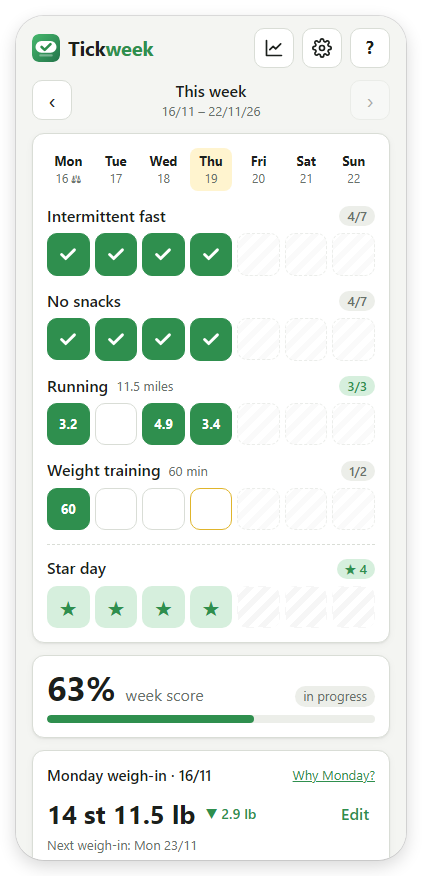 Tickweek
?
‹
This week
›
16/11 – 22/11/26
Mon Tue Wed Thu Fri Sat Sun
16 17 18 19 20 21 22
Intermittent fast 4/7
No snacks 4/7
Running 11.5 miles 3/3
3.2 4.9 3.4
Weight training 60 min 1/2
60
Star day ★ 4
★ ★ ★ ★
63% week score in progress
Monday weigh-in · 16/11 Why Monday?
14 st 11.5 lb ▼ 2.9 lb Edit
Next weigh-in: Mon 23/11